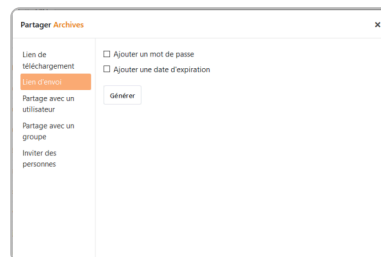 Partager Archives
Lien de
téléchargement
Lien d'envoi
Partage avec un
utilisateur
Partage avec un
groupe
Inviter des
personnes
Ajouter un mot de passe
Ajouter une date d'expiration
Générer